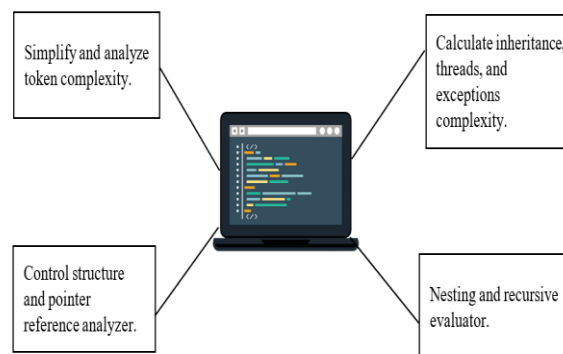 Simplify and analyze
token complexity.
Calculate inheritance,
threads, and
exceptions
complexity.
(/)
(/)
Control structure
and pointer
reference analyzer.
Nesting and recursive
evaluator.